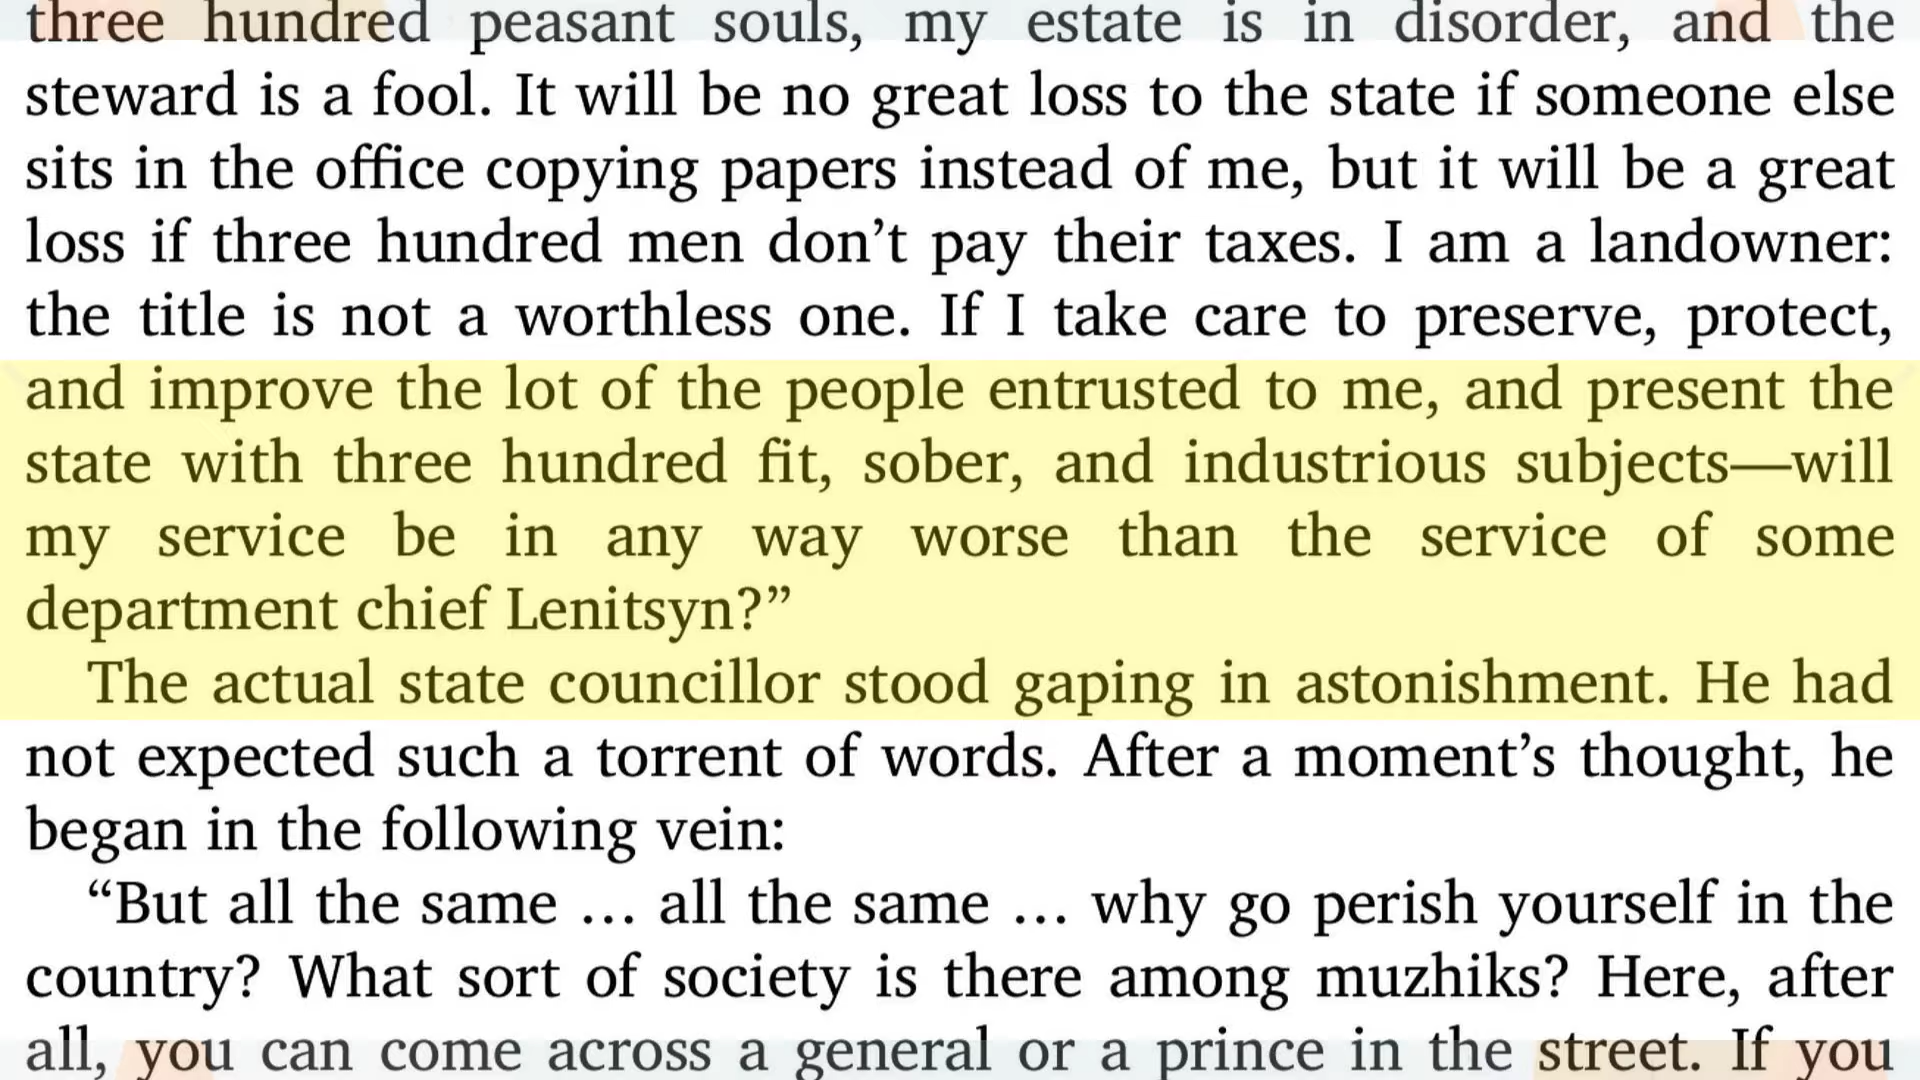 three hundred peasant souls, my estate is in disorder, and the
steward is a fool. It will be no great loss to the state if someone else
sits in the office copying papers instead of me, but it will be a great
loss if three hundred men don’t pay their taxes. I am a landowner:
the title is not a worthless one. If I take care to preserve, protect,
and improve the lot of the people entrusted to me, and present the
state with three hundred fit, sober, and industrious subjects—will
my service be in any way worse than the service of some
department chief Lenitsyn?”
The actual state councillor stood gaping in astonishment. He had
not expected such a torrent of words. After a moment’s thought, he
began in the following vein:
“But all the same … all the same … why go perish yourself in the
country? What sort of society is there among muzhiks? Here, after
all, you can come across a general or a prince in the street. If you